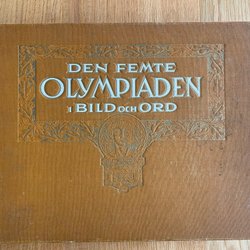 DEN FEMTE
OLYMPIADEN
I BILD OCH ORD